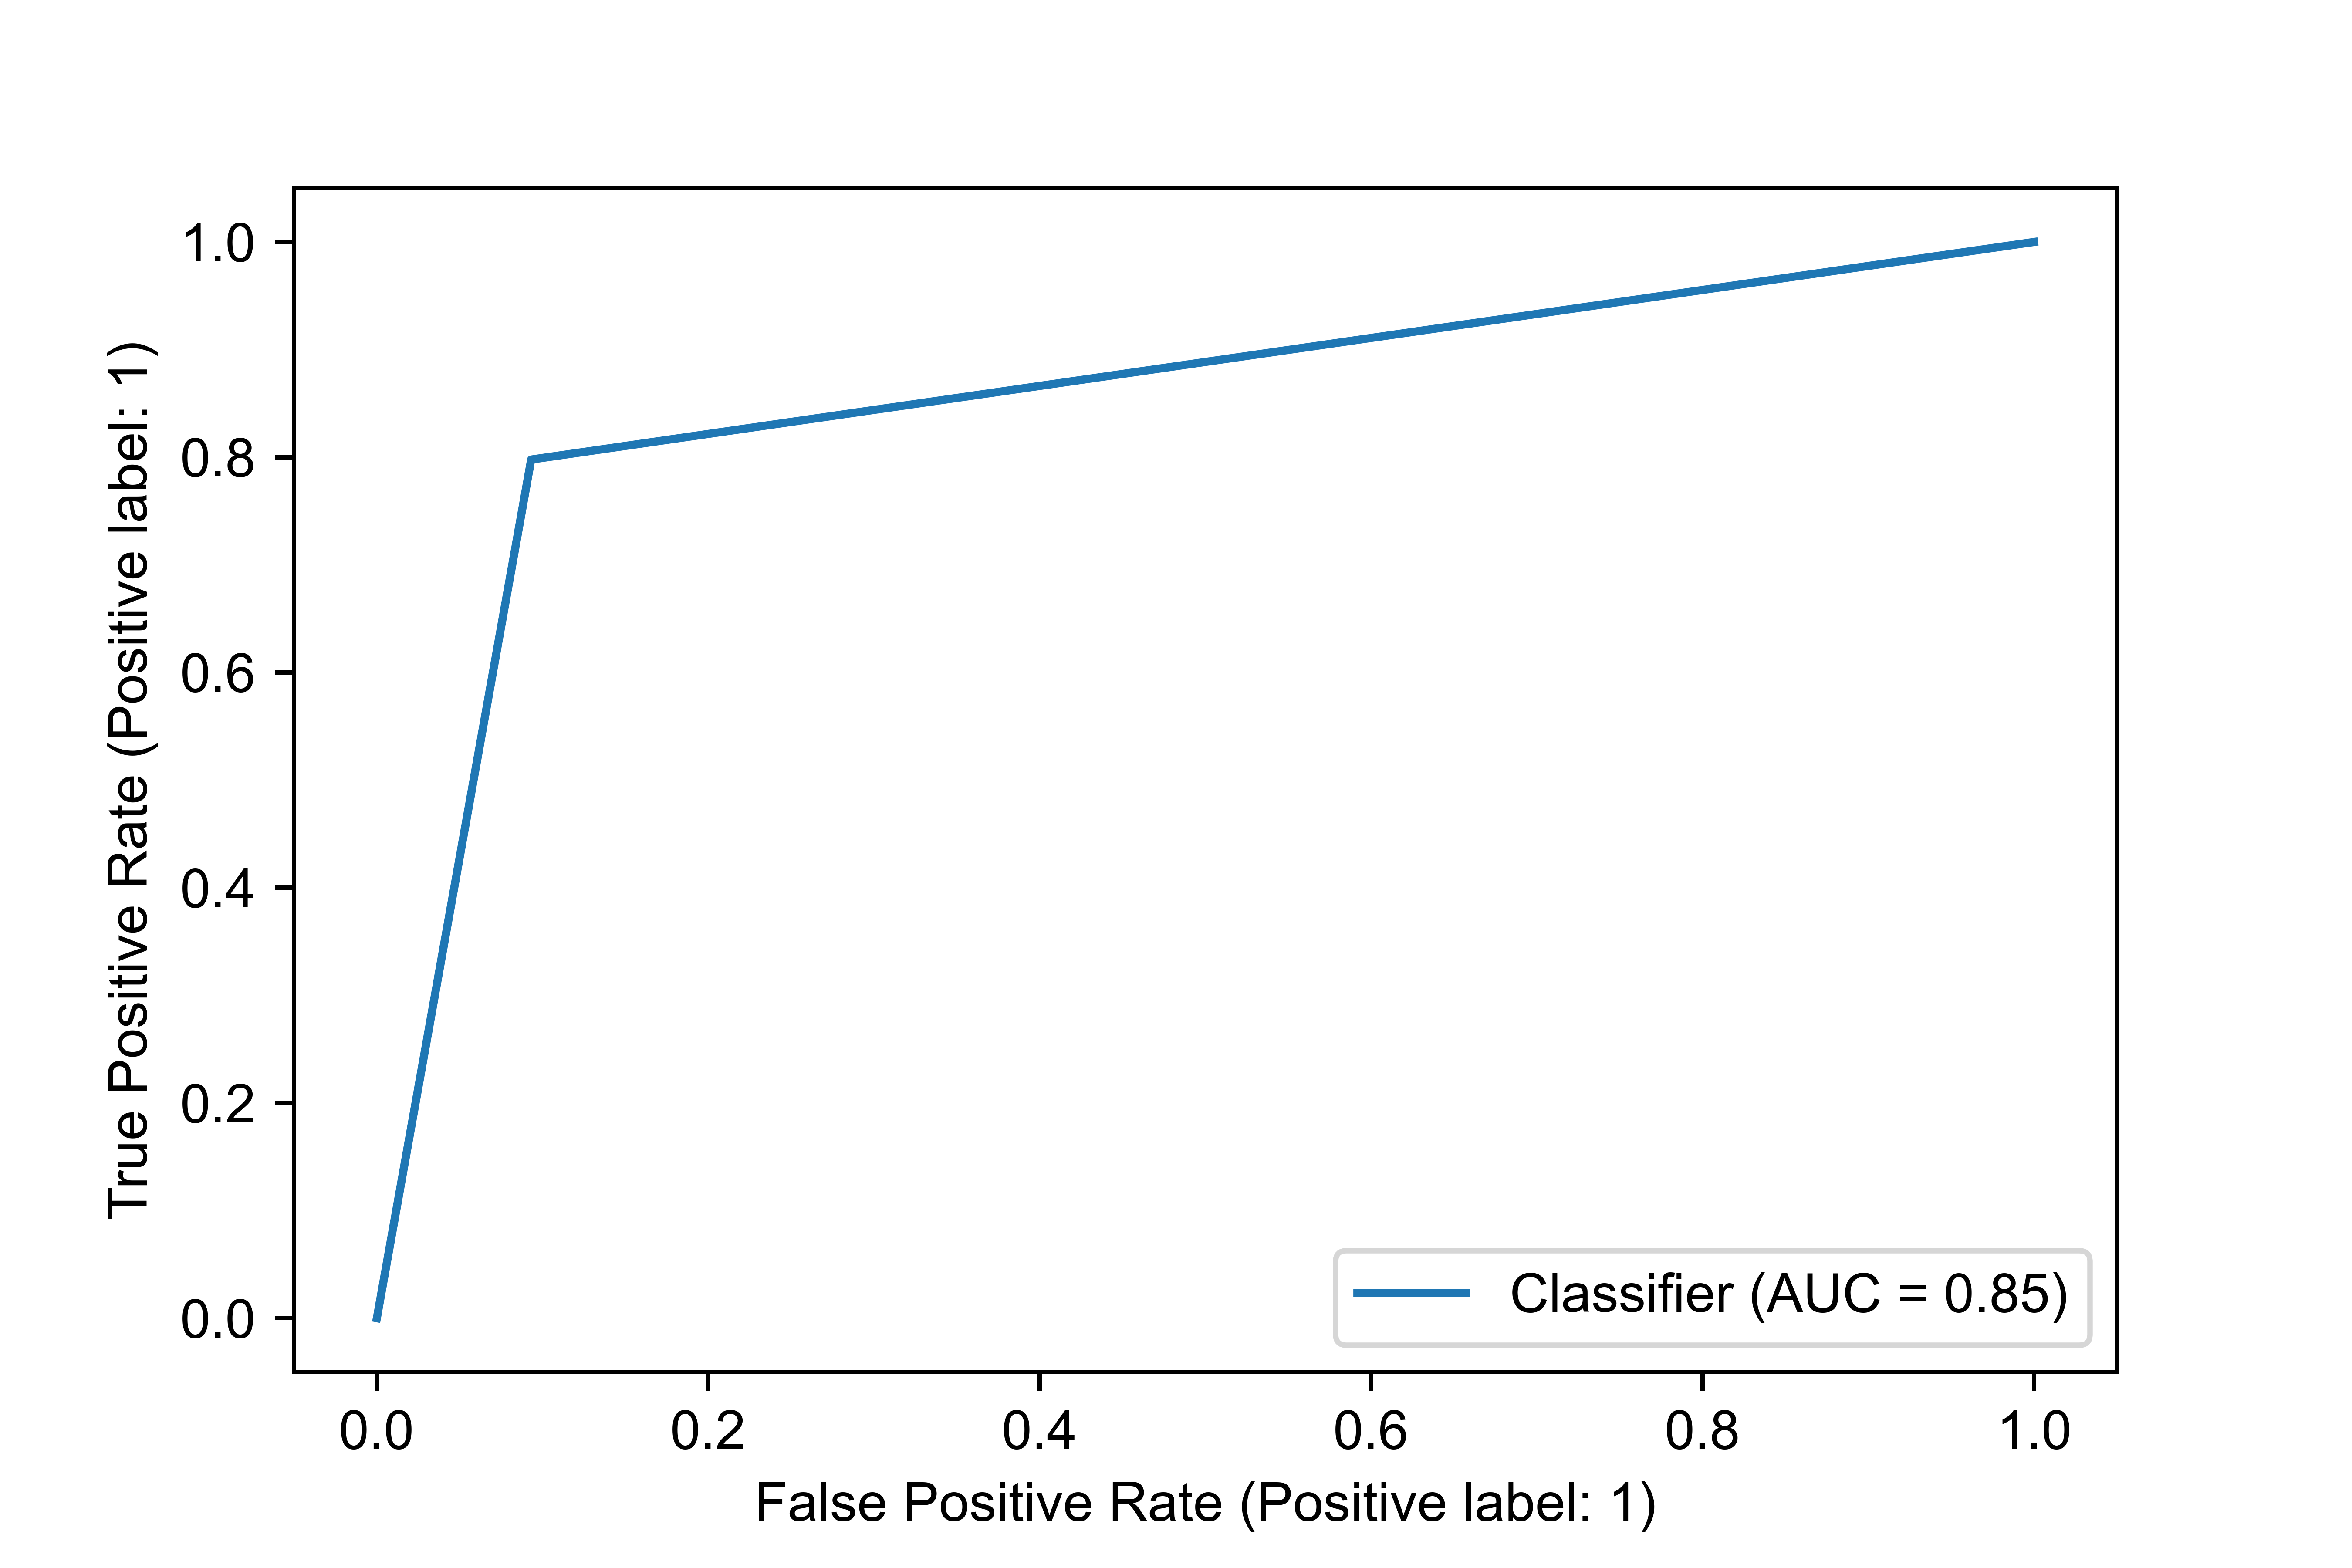 1.0
0.8
0.6
0.4
0.2
0.0
True Positive Rate (Positive label: 1)
Classifier (AUC = 0.85)
0.0 0.2 0.4 0.6 0.8 1.0
False Positive Rate (Positive label: 1)